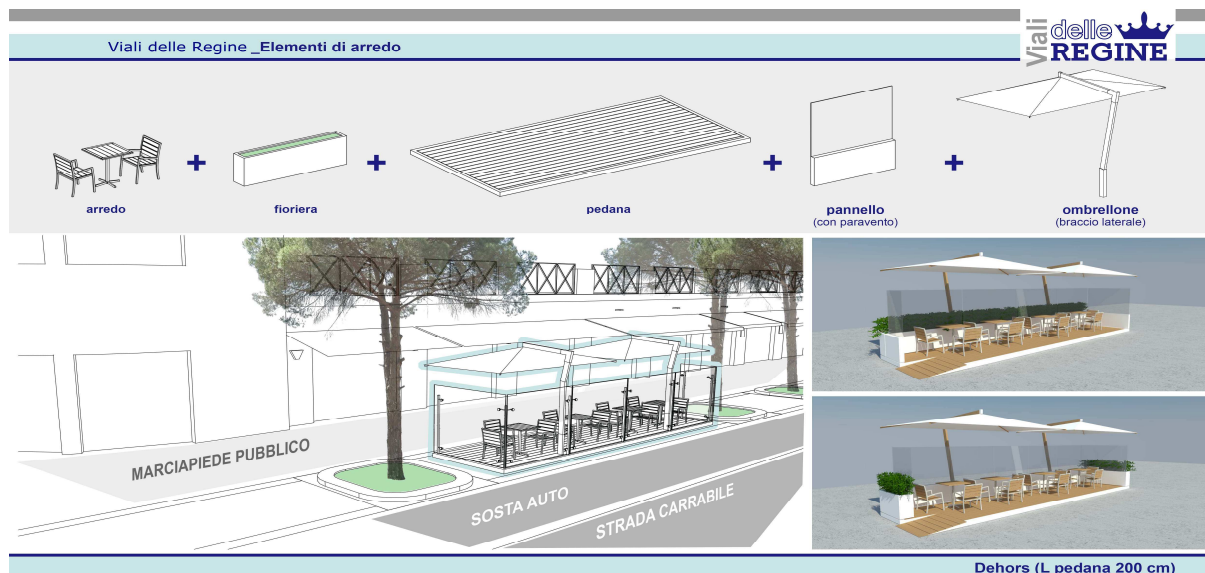 Viali delle Regine _Elementi di arredo
Viali
delle
REGINE
+
+
+
+
arredo
fioriera
pedana
pannello
(con paravento)
ombrellone
(braccio laterale)
MARCIAPIEDE PUBBLICO
SOSTA AUTO
STRADA CARRABILE
Dehors (L pedana 200 cm)